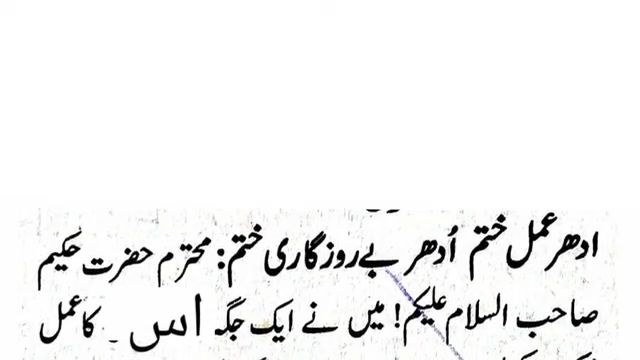 ادھر عمل ختم اُدھر بے روزگاری ختم: محترم حضرت حکیم
صاحب السلام علیکم! میں نے ایک جگہ اس ۔ کا عمل